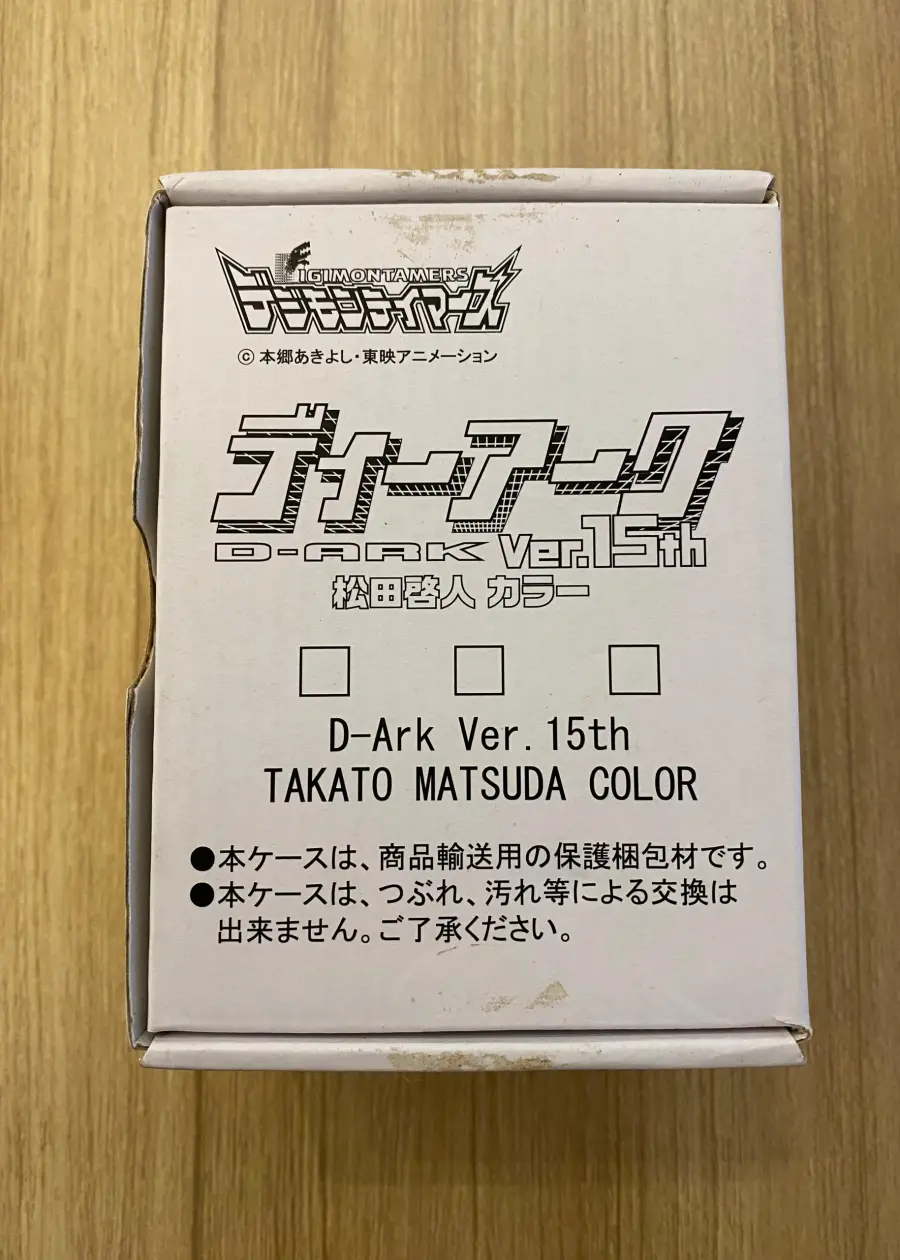 DIGIMONTAMERS
デジモンテイマーズ
© 本郷あきよし・東映アニメーション
ディーアーク
D-ARK Ver.15th
松田啓人 カラー
D-Ark Ver.15th
TAKATO MATSUDA COLOR
●本ケースは、商品輸送用の保護梱包材です。
●本ケースは、つぶれ、汚れ等による交換は
出来ません。ご了承ください。